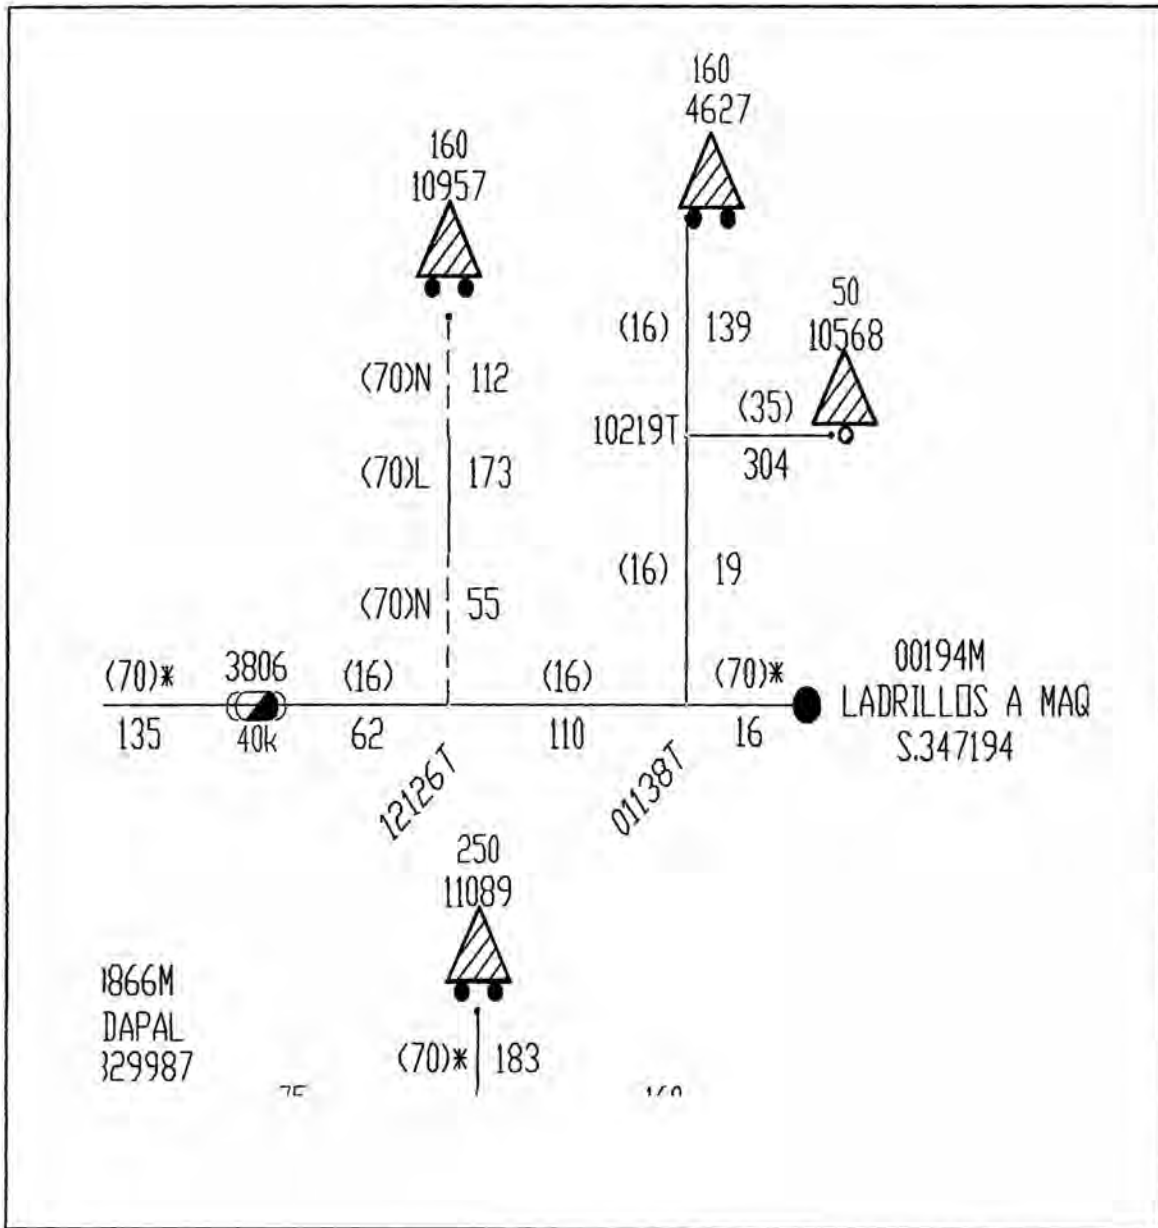 160
4627
160
10957
50
10568
(16) 139
(70)N 112
(35)
10219T
304
(70)L 173
(16) 19
(70)N 55
(70)* 3806 (16) (16) (70)* 00194M
LADRILLOS A MAQ
135 40k 62 110 16 S.347194
12126T 01138T
250
11089
1866M
DAPAL
329987
(70)* 183